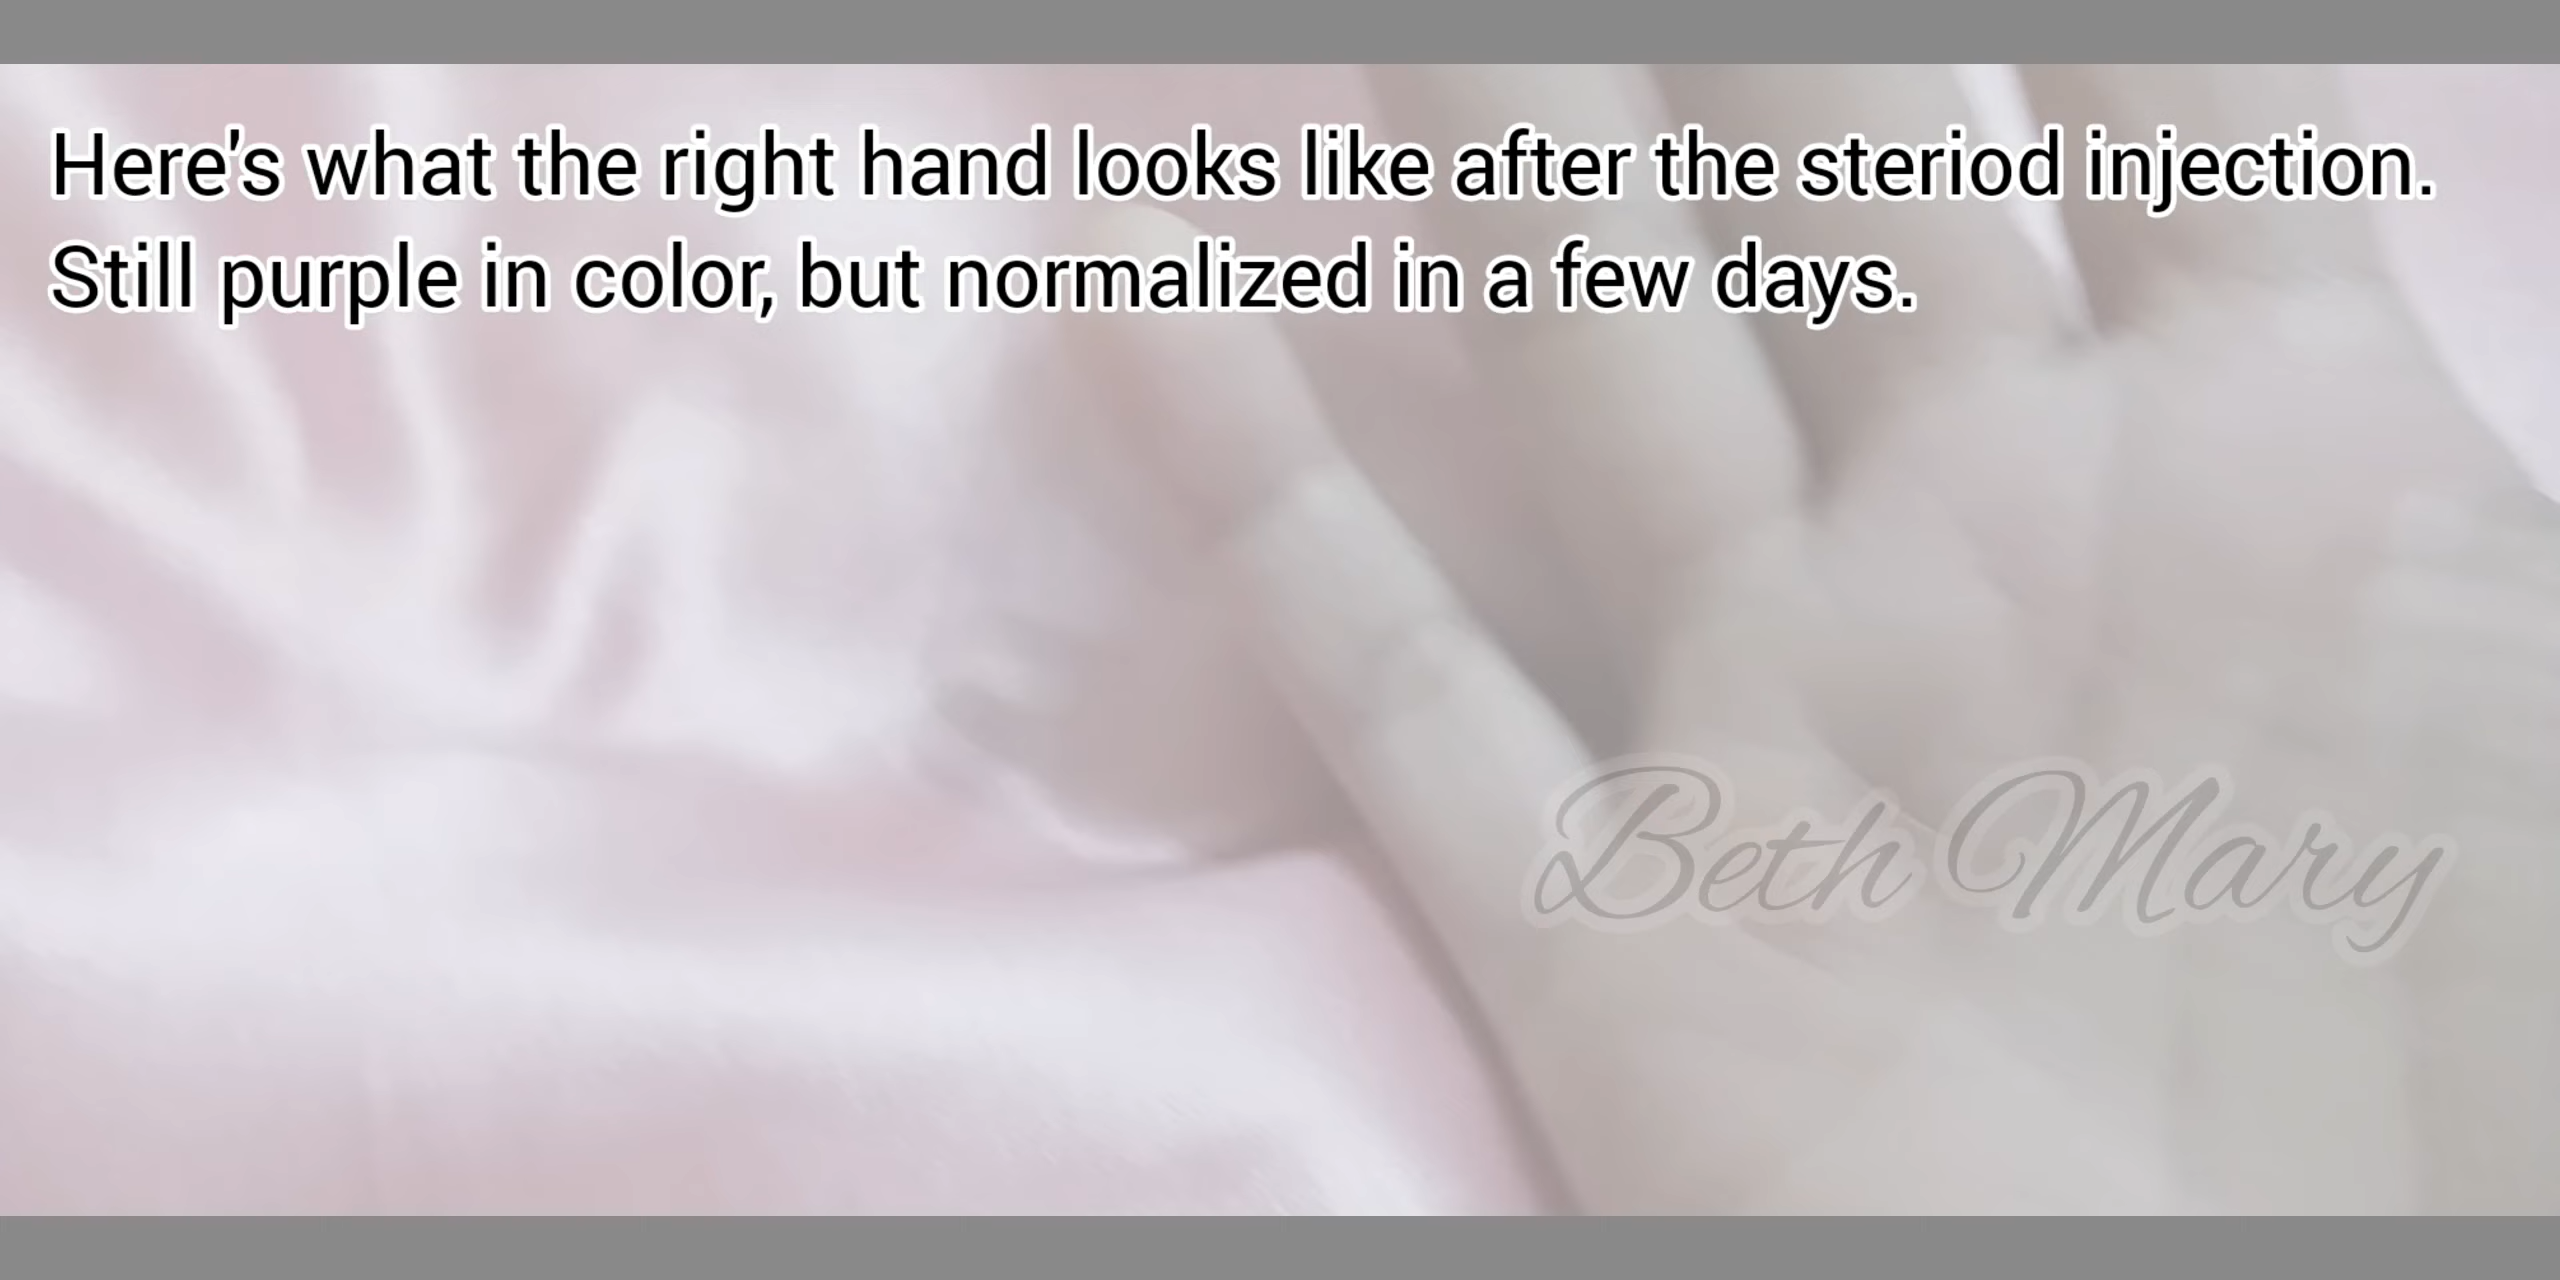 Here's what the right hand looks like after the steriod injection.
Still purple in color, but normalized in a few days.
Beth Mary